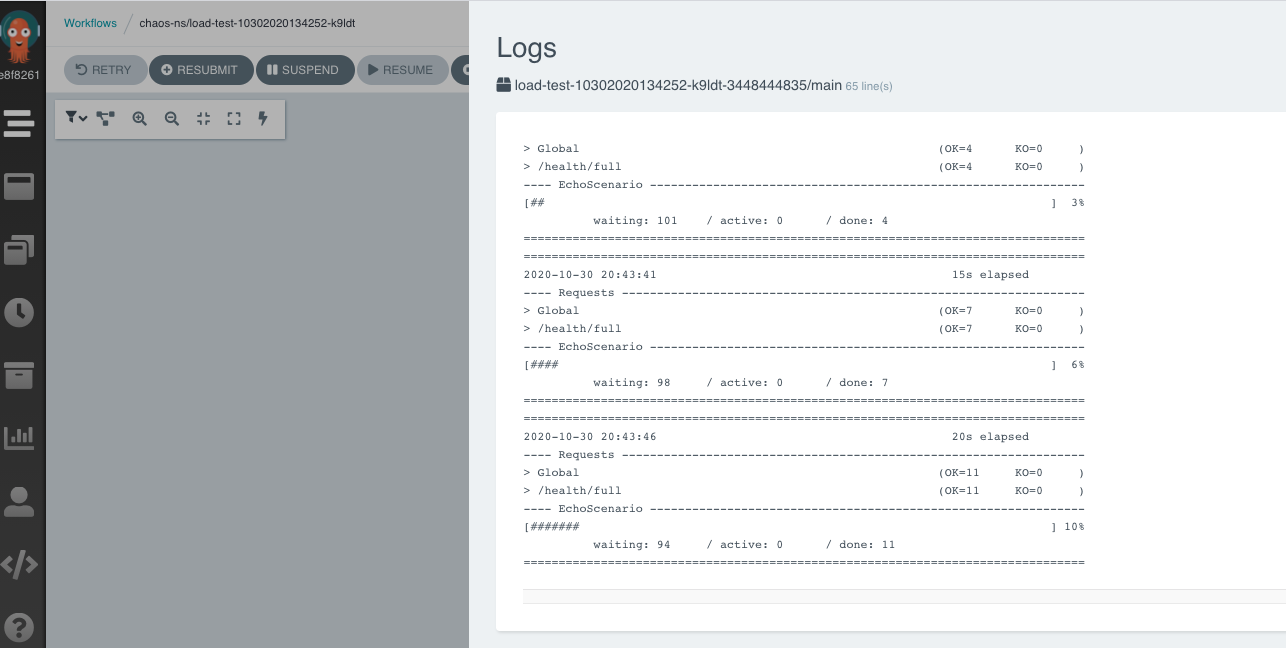 Workflows / chaos-ns/load-test-10302020134252-k9ldt
e8f8261
RETRY RESUBMIT SUSPEND RESUME
Logs
load-test-10302020134252-k9ldt-3448444835/main 65 line(s)
> Global (OK=4 KO=0 )
> /health/full (OK=4 KO=0 )
---- EchoScenario --------------------------------------------------------------
[## ] 3%
waiting: 101 / active: 0 / done: 4
================================================================================
================================================================================
2020-10-30 20:43:41 15s elapsed
---- Requests ------------------------------------------------------------------
> Global (OK=7 KO=0 )
> /health/full (OK=7 KO=0 )
---- EchoScenario --------------------------------------------------------------
[#### ] 6%
waiting: 98 / active: 0 / done: 7
================================================================================
================================================================================
2020-10-30 20:43:46 20s elapsed
---- Requests ------------------------------------------------------------------
> Global (OK=11 KO=0 )
> /health/full (OK=11 KO=0 )
---- EchoScenario --------------------------------------------------------------
[####### ] 10%
waiting: 94 / active: 0 / done: 11
================================================================================